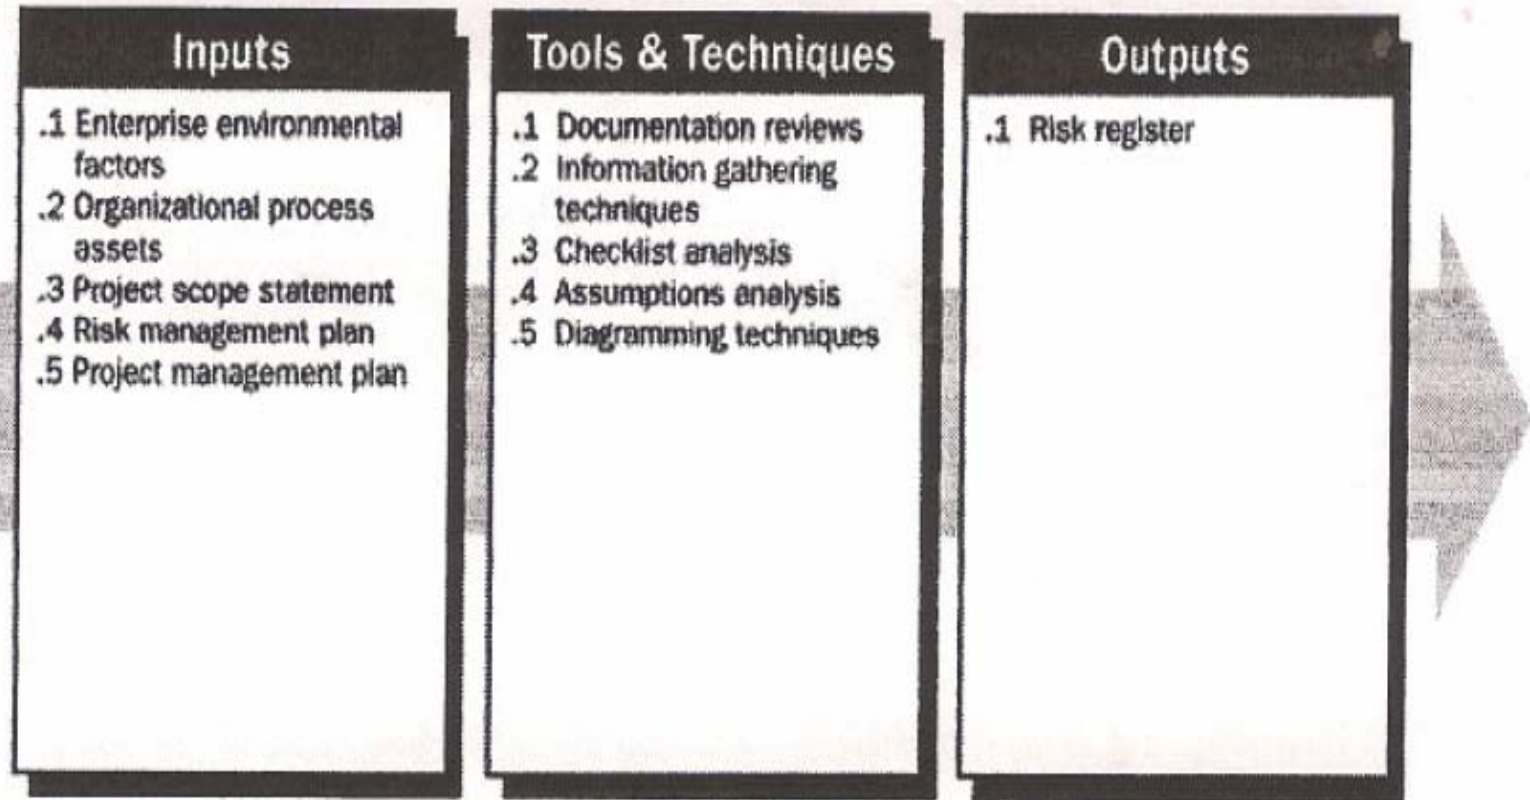 Inputs
.1 Enterprise environmental
factors
.2 Organizational process
assets
.3 Project scope statement
.4 Risk management plan
.5 Project management plan
Tools & Techniques
.1 Documentation reviews
.2 Information gathering
techniques
.3 Checklist analysis
.4 Assumptions analysis
.5 Diagramming techniques
Outputs
.1 Risk register